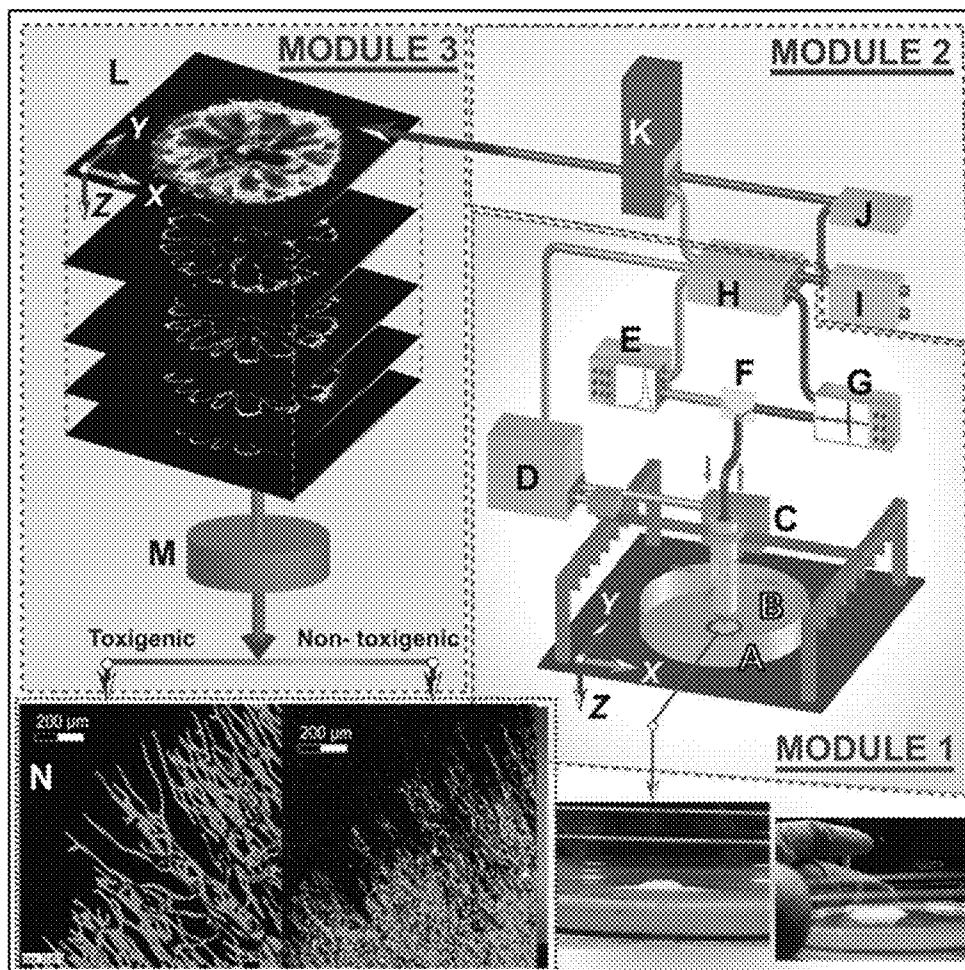 MODULE 3
MODULE 2
L
K
Y
X
Z
J
H
I
E
F
G
D
C
M
B
Y
A
Toxigenic
Non- toxigenic
X
Z
MODULE 1
200 µm
200 µm
N